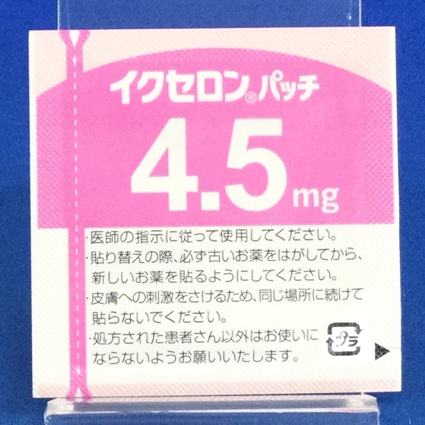 イクセロン®パッチ
4.5mg
・医師の指示に従って使用してください。
・貼り替えの際、必ず古いお薬をはがしてから、
新しいお薬を貼るようにしてください。
・皮膚への刺激をさけるため、同じ場所に続けて
貼らないでください。
・処方された患者さん以外はお使いに
ならないようお願いいたします。
プラ